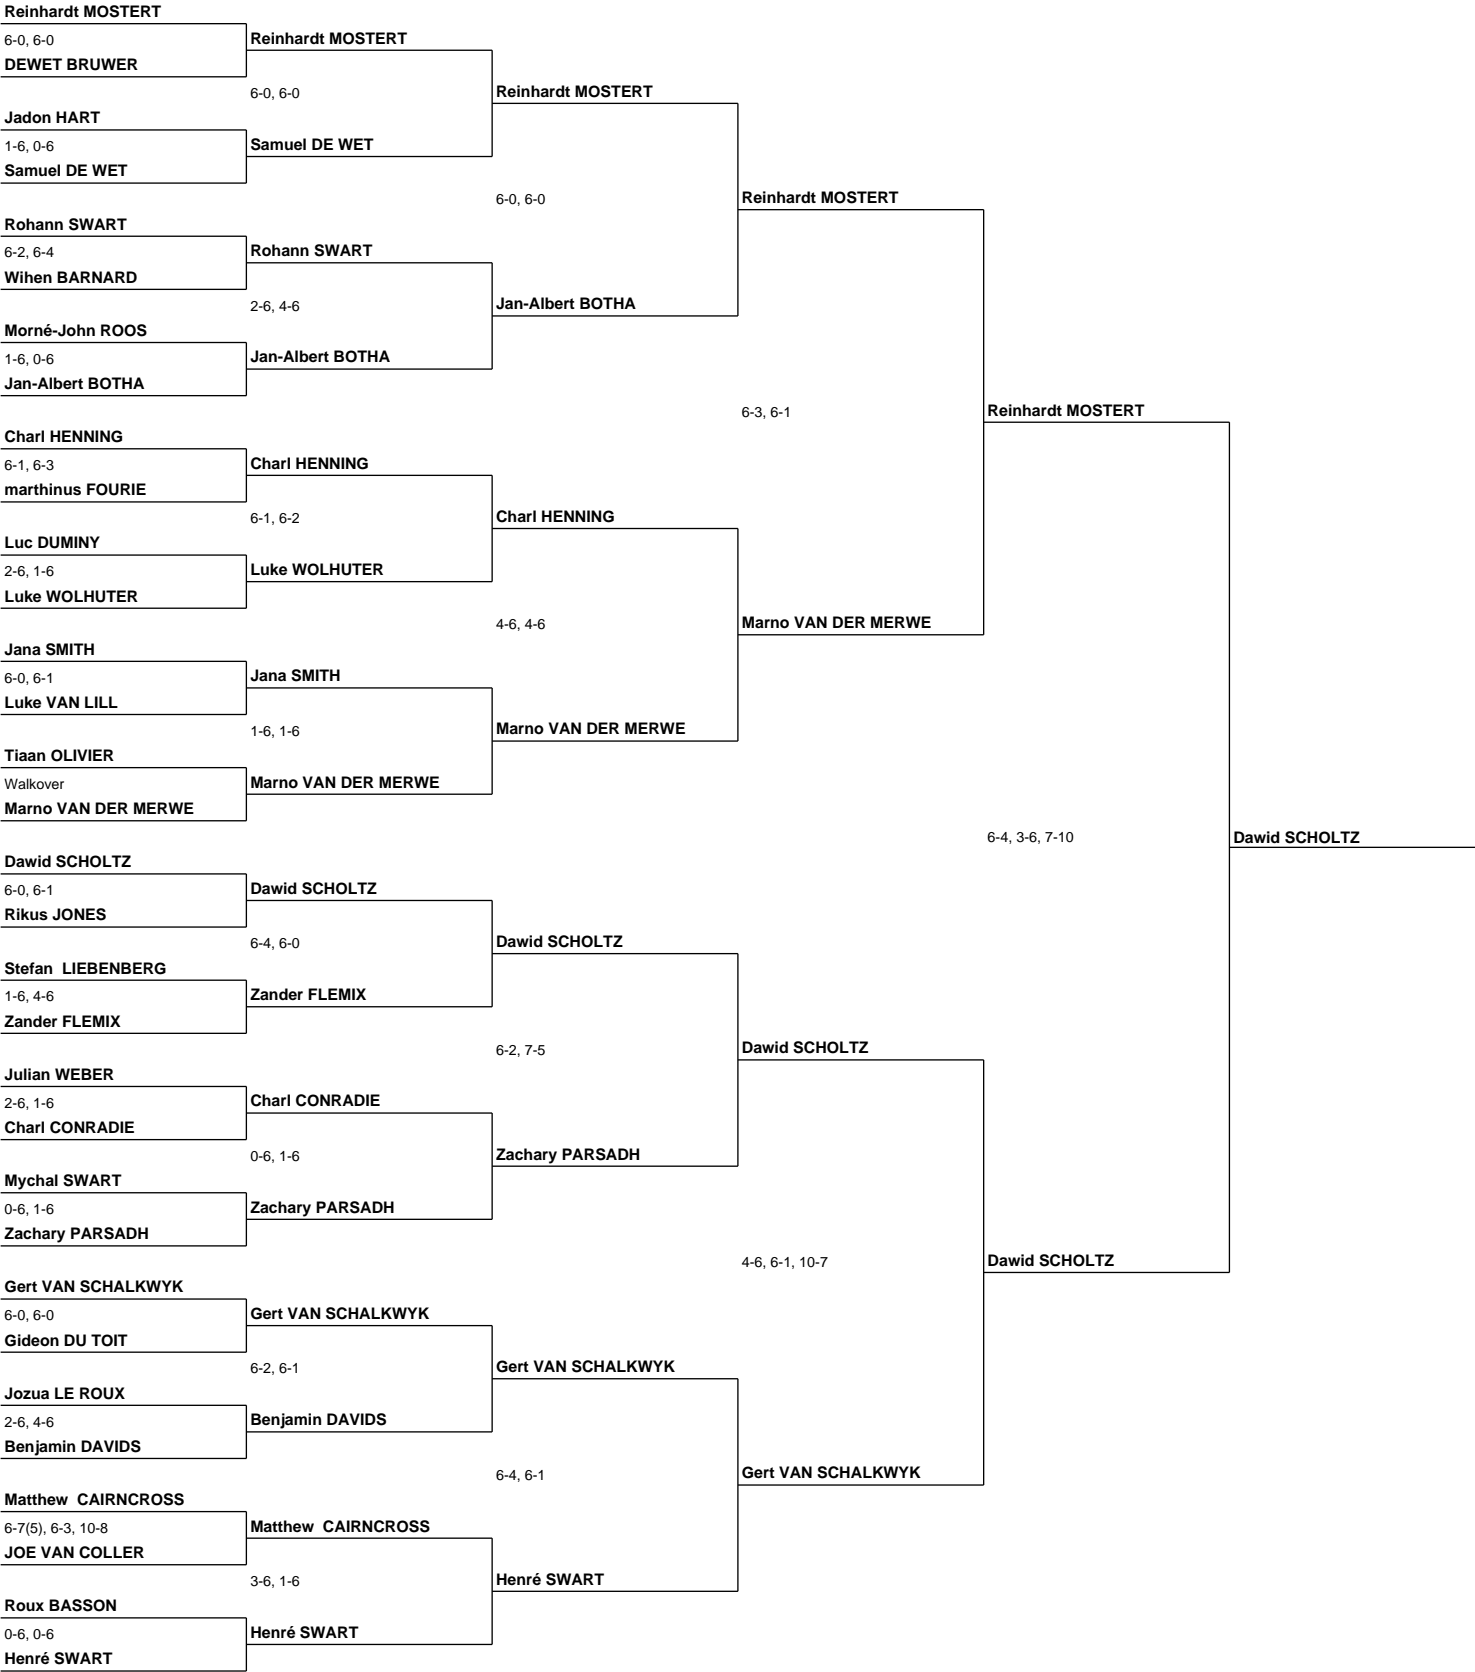 Reinhardt MOSTERT
6-0, 6-0
DEWET BRUWER
Jadon HART
1-6, 0-6
Samuel DE WET
Rohann SWART
6-2, 6-4
Wihen BARNARD
Morné-John ROOS
1-6, 0-6
Jan-Albert BOTHA
Charl HENNING
6-1, 6-3
marthinus FOURIE
Luc DUMINY
2-6, 1-6
Luke WOLHUTER
Jana SMITH
6-0, 6-1
Luke VAN LILL
Tiaan OLIVIER
Walkover
Marno VAN DER MERWE
Dawid SCHOLTZ
6-0, 6-1
Rikus JONES
Stefan  LIEBENBERG
1-6, 4-6
Zander FLEMIX
Julian WEBER
2-6, 1-6
Charl CONRADIE
Mychal SWART
0-6, 1-6
Zachary PARSADH
Gert VAN SCHALKWYK
6-0, 6-0
Gideon DU TOIT
Jozua LE ROUX
2-6, 4-6
Benjamin DAVIDS
Matthew  CAIRNCROSS
6-7(5), 6-3, 10-8
JOE VAN COLLER
Roux BASSON
0-6, 0-6
Henré SWART
Reinhardt MOSTERT
6-0, 6-0
Samuel DE WET
Rohann SWART
2-6, 4-6
Jan-Albert BOTHA
Charl HENNING
6-1, 6-2
Luke WOLHUTER
Jana SMITH
1-6, 1-6
Marno VAN DER MERWE
Dawid SCHOLTZ
6-4, 6-0
Zander FLEMIX
Charl CONRADIE
0-6, 1-6
Zachary PARSADH
Gert VAN SCHALKWYK
6-2, 6-1
Benjamin DAVIDS
Matthew  CAIRNCROSS
3-6, 1-6
Henré SWART
Reinhardt MOSTERT
6-0, 6-0
Jan-Albert BOTHA
Charl HENNING
4-6, 4-6
Marno VAN DER MERWE
Dawid SCHOLTZ
6-2, 7-5
Zachary PARSADH
Gert VAN SCHALKWYK
6-4, 6-1
Henré SWART
Reinhardt MOSTERT
6-3, 6-1
Marno VAN DER MERWE
Dawid SCHOLTZ
4-6, 6-1, 10-7
Gert VAN SCHALKWYK
Reinhardt MOSTERT
6-4, 3-6, 7-10
Dawid SCHOLTZ
Dawid SCHOLTZ